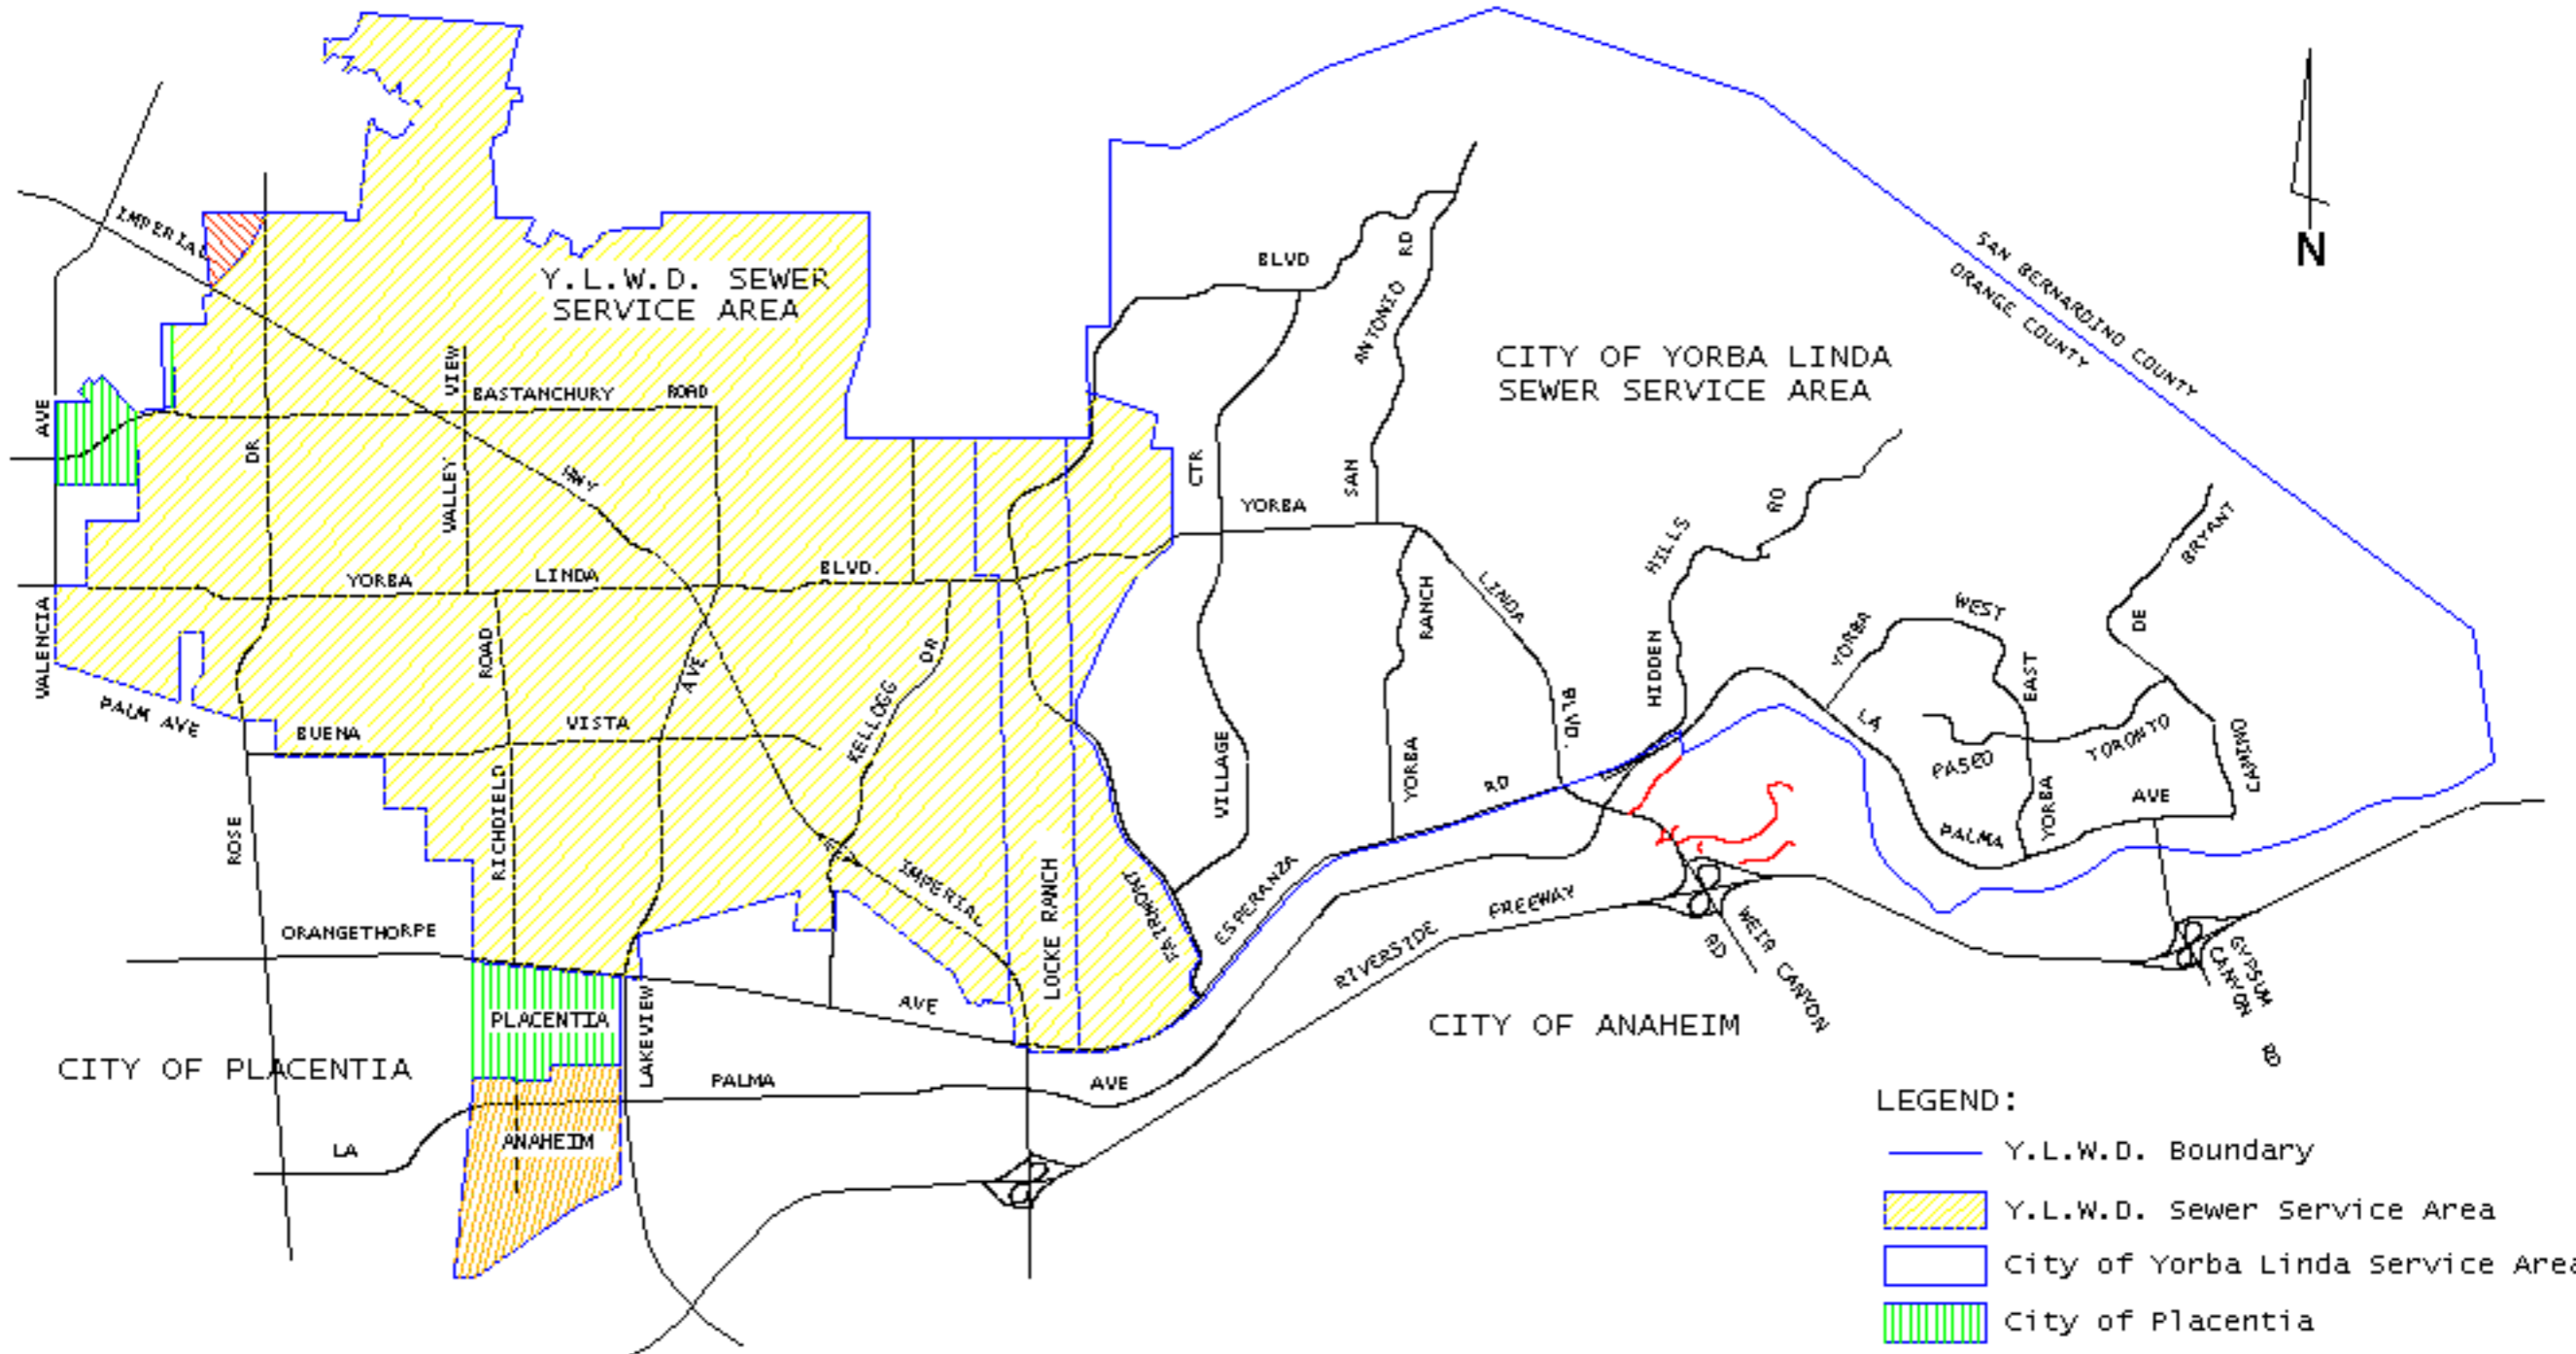 IMPERIAL
Y.L.W.D. SEWER
SERVICE AREA
BLVD
RD
ANTONIO
SAN BERNARDINO COUNTY
ORANGE COUNTY
N
CITY OF YORBA LINDA
SEWER SERVICE AREA
VIEW
BASTANCHURY
ROAD
AVE
DR
VALLEY
HWY
CTR
SAN
YORBA
RD
HILLS
BRYANT
YORBA
LINDA
BLVD.
LINDA
RANCH
HIDDEN
YORBA
WEST
DE
VALENCIA
ROAD
AVE
DR
EAST
PALM AVE
BUENA
VISTA
KELLOGG
BLVD.
LA
PASEO
TORONTO
CAMINO
RICHDIELD
VILLAGE
YORBA
RD
YORBA
AVE
PALMA
ROSE
IMPERIAL
LOCKE RANCH
FAIRMONT
ESPERANZA
FREEWAY
RIVERSIDE
WEIR CANYON
RD
GYPSUM
CANYON
RD
ORANGETHORPE
AVE
PLACENTIA
LAKEVIEW
CITY OF ANAHEIM
CITY OF PLACENTIA
PALMA
AVE
LA
ANAHEIM
LEGEND:
Y.L.W.D. Boundary
Y.L.W.D. Sewer Service Area
City of Yorba Linda Service Area
City of Placentia